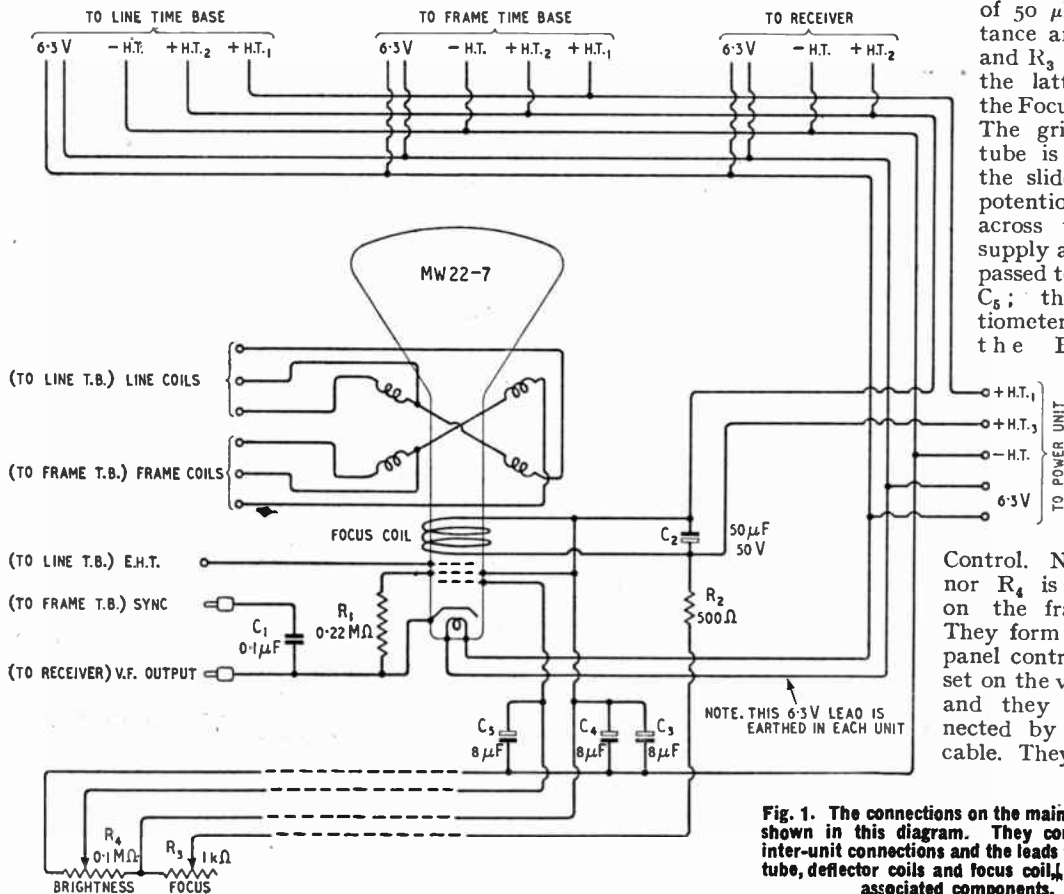 TO LINE TIME BASE
TO FRAME TIME BASE
TO RECEIVER
6·3V -H.T. +H.T.2 +H.T.1
6·3V -H.T. +H.T.2 +H.T.1
6·3V -H.T. +H.T.2
of 50 μ
tance an
and R3
the latt
the Focus
The gri
tube is
the slid
potentio
across
supply a
passed to
C5; th
tiometer
the B
MW22-7
(TO LINE T.B.) LINE COILS
(TO FRAME T.B.) FRAME COILS
+H.T.1
+H.T.3
-H.T.
6·3V
TO POWER UNIT
FOCUS COIL
C2
50μF
50V
(TO LINE T.B.) E.H.T.
(TO FRAME T.B.) SYNC
C1
0·1μF
R1
0·22MΩ
R2
500Ω
(TO RECEIVER) V.F. OUTPUT
NOTE. THIS 6·3V LEAD IS
EARTHED IN EACH UNIT
C5
8μF
C4
8μF
C3
8μF
Control. N
nor R4 is
on the fra
They form
panel contr
set on the v
and they
nected by
cable. They
R4
0·1MΩ
R3
1kΩ
BRIGHTNESS
FOCUS
Fig. 1. The connections on the main
shown in this diagram. They con
inter-unit connections and the leads
tube, deflector coils and focus coil,
associated components.